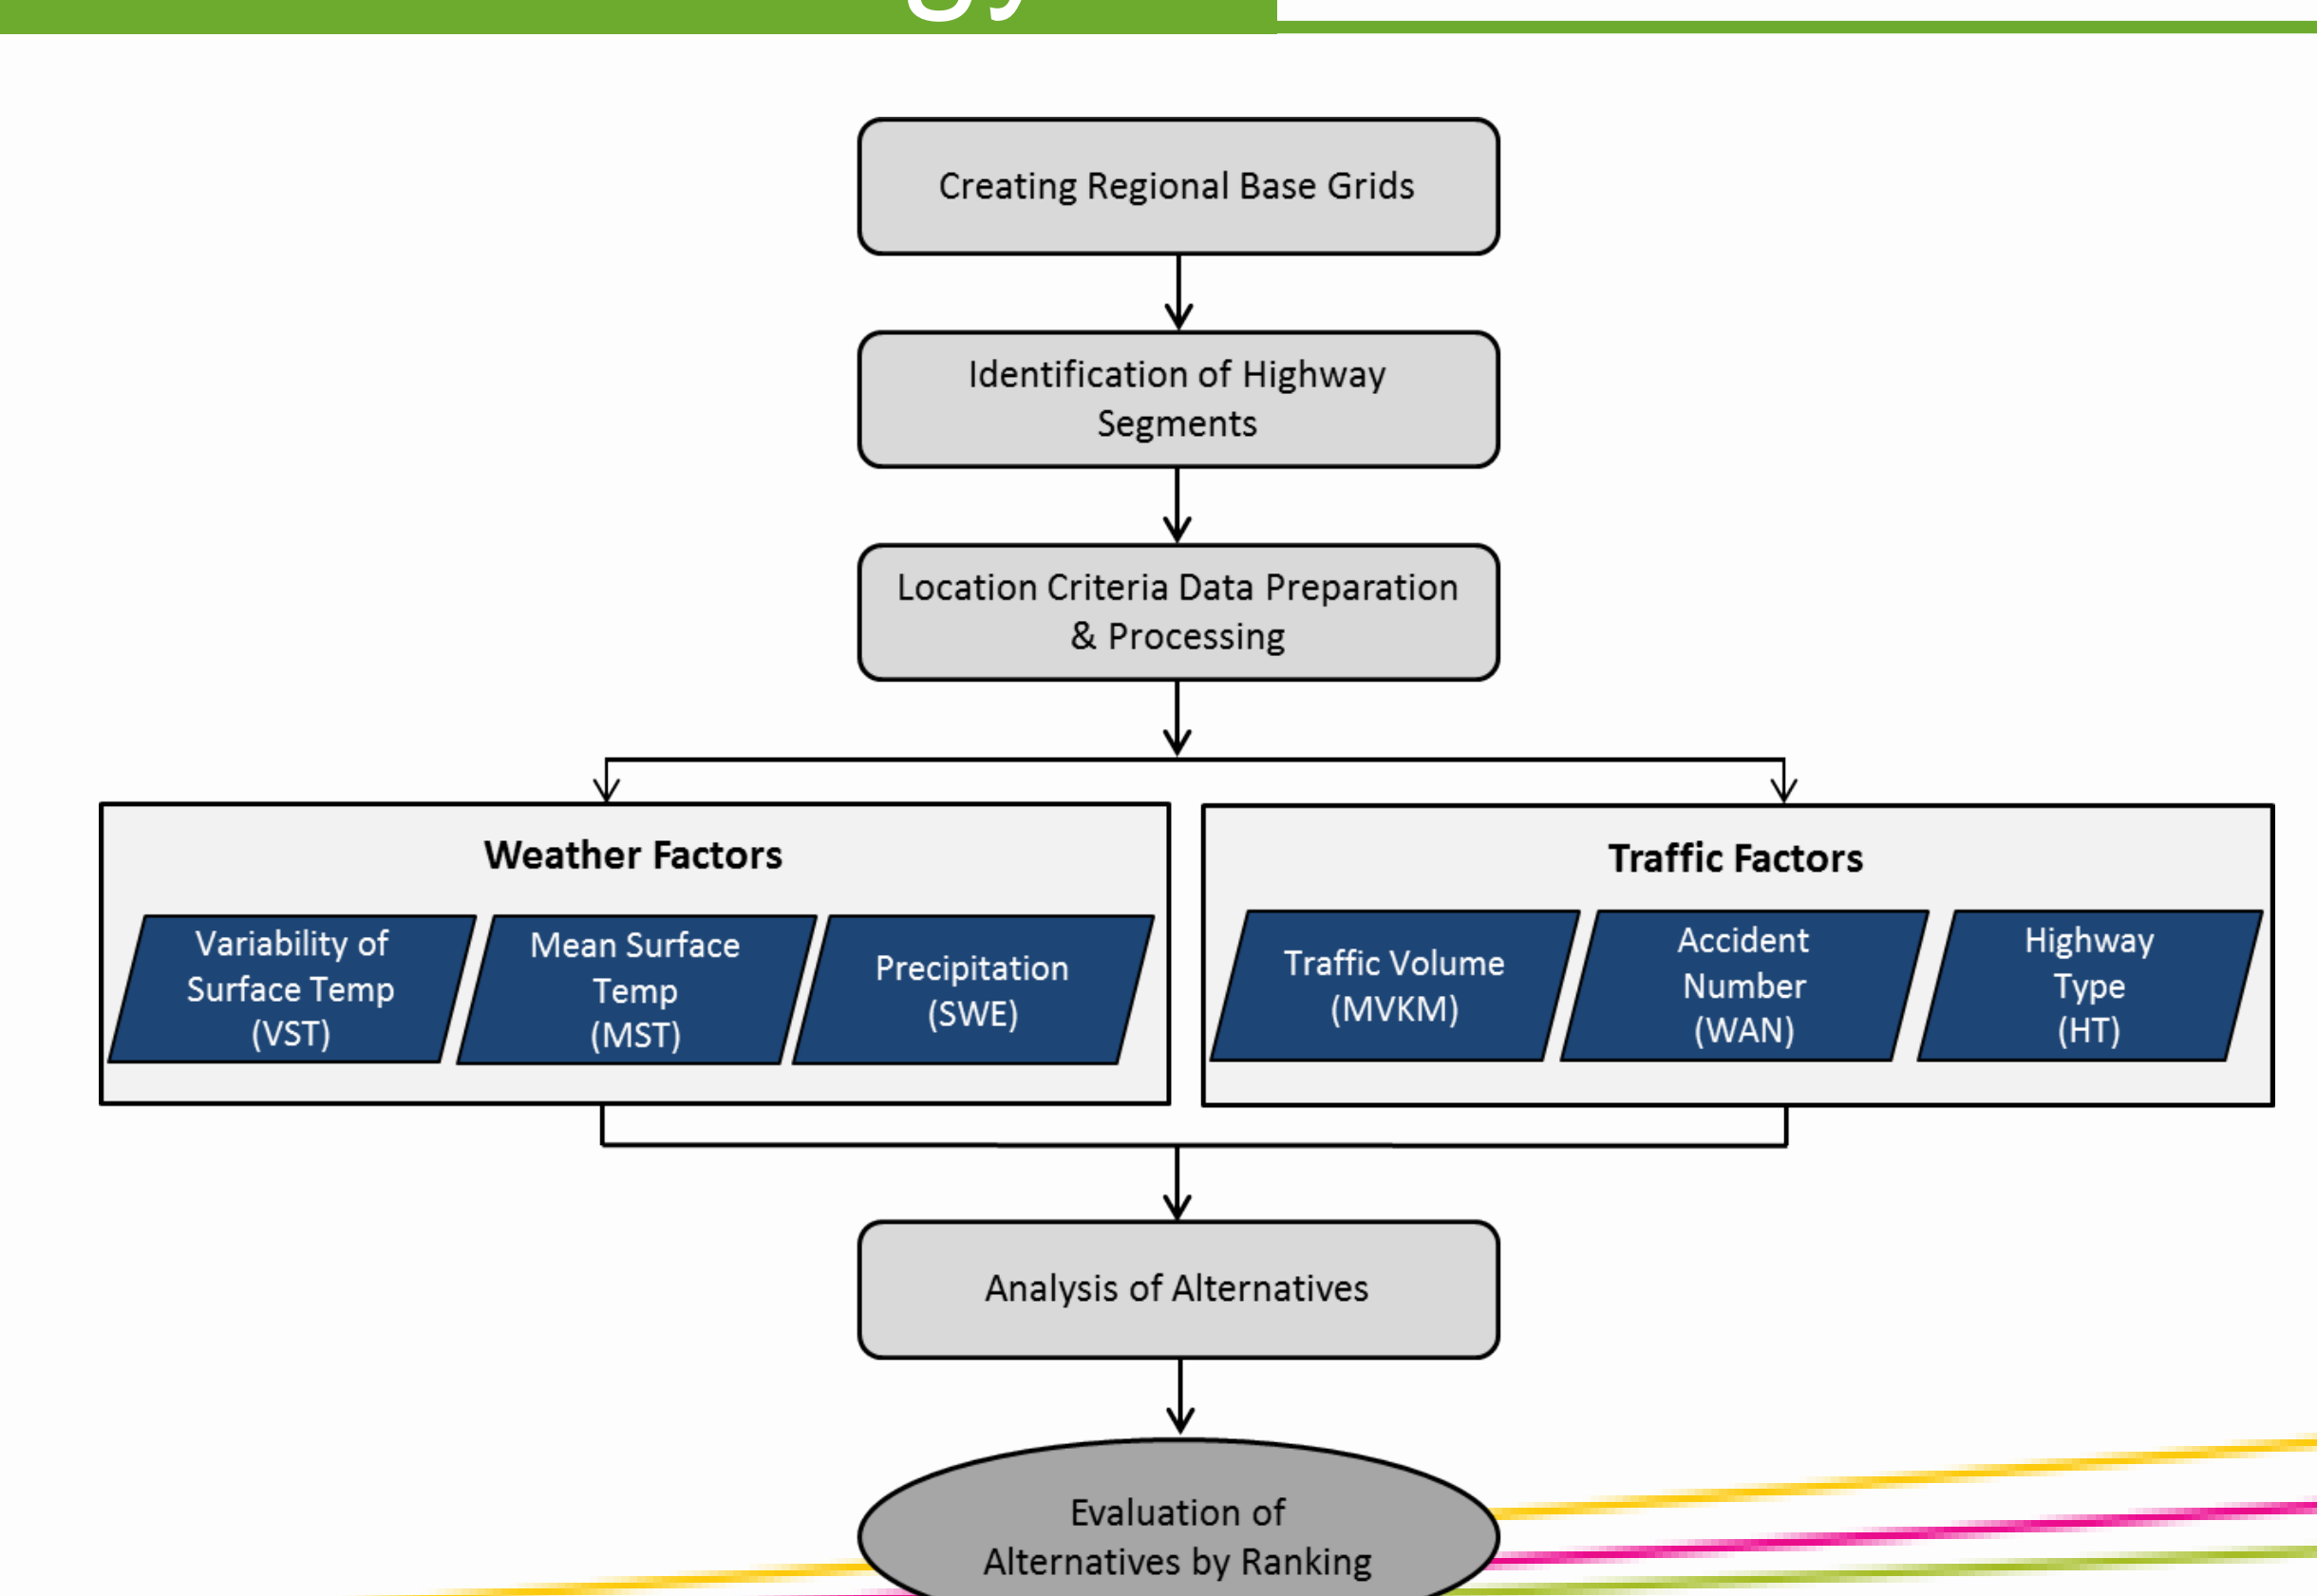 Creating Regional Base Grids
Identification of Highway
Segments
Location Criteria Data Preparation
& Processing
Weather Factors
Variability of
Surface Temp
(VST)
Mean Surface
Temp
(MST)
Precipitation
(SWE)
Traffic Factors
Traffic Volume
(MVKM)
Accident
Number
(WAN)
Highway
Type
(HT)
Analysis of Alternatives
Evaluation of
Alternatives by Ranking